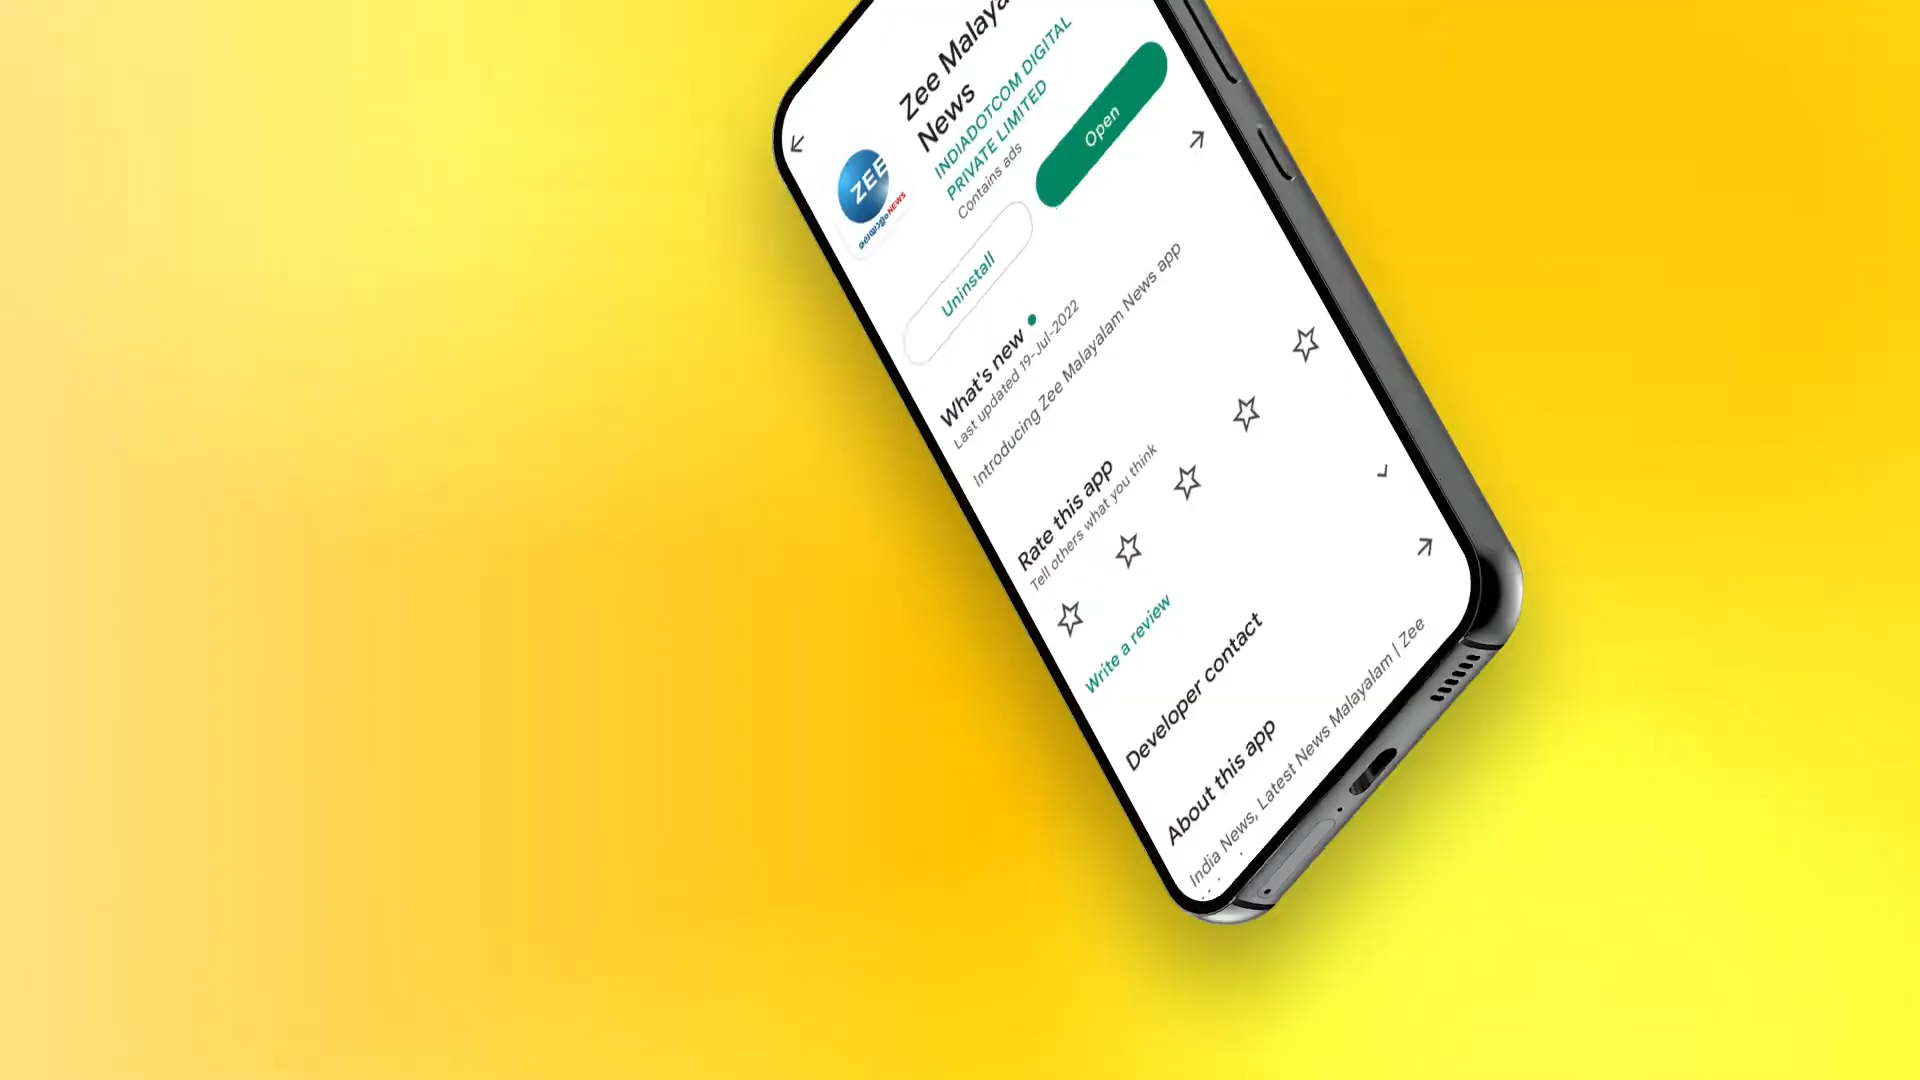 Zee Malaya
News
INDIADOTCOM DIGITAL
PRIVATE LIMITED
Contains ads
ZEE
മലയാളം NEWS
Uninstall
Open
What's new
Last updated 19-Jul-2022
Introducing Zee Malayalam News app
Rate this app
Tell others what you think
Write a review
Developer contact
About this app
India News, Latest News Malayalam | Zee